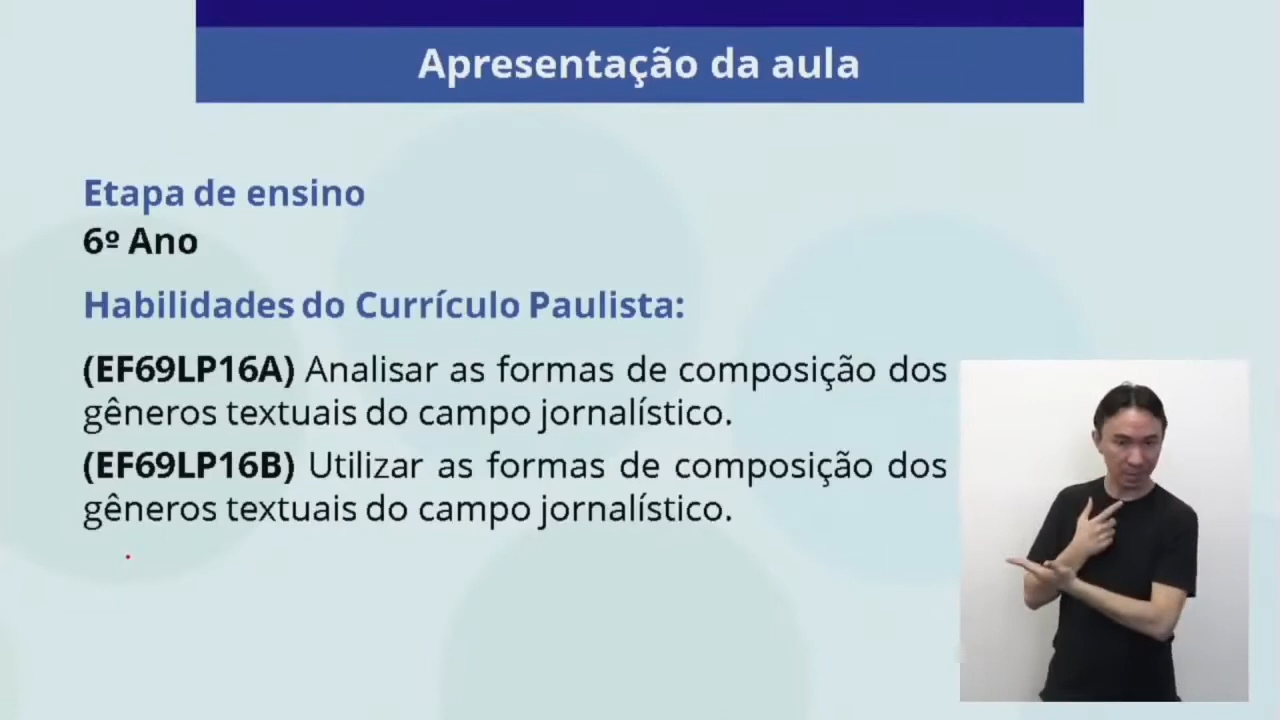 Apresentação da aula
Etapa de ensino
6º Ano
Habilidades do Currículo Paulista:
(EF69LP16A) Analisar as formas de composição dos
gêneros textuais do campo jornalístico.
(EF69LP16B) Utilizar as formas de composição dos
gêneros textuais do campo jornalístico.